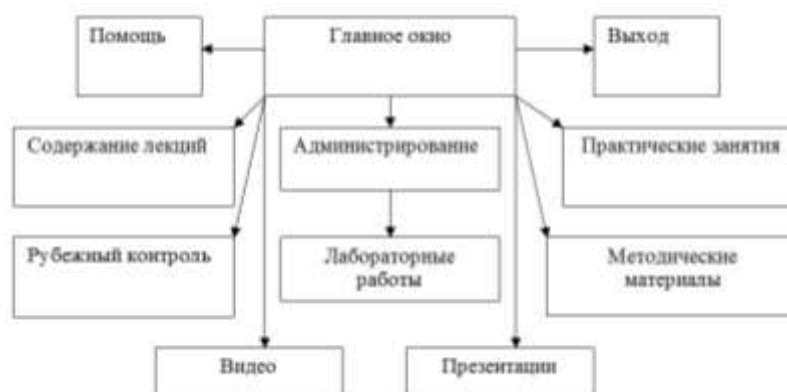 Помощь
Главное окно
Выход
Содержание лекций
Администрирование
Практические занятия
Рубежный контроль
Лабораторные
работы
Методические
материалы
Видео
Презентации